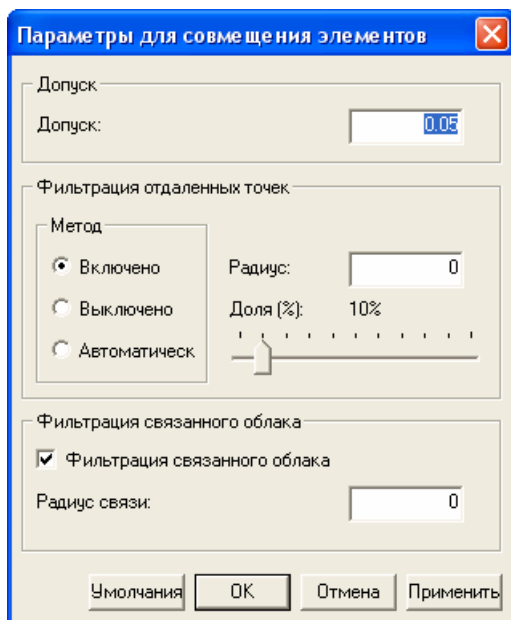 Параметры для совмещения элементов
Допуск
Допуск: 0.05
Фильтрация отдаленных точек
Метод
Включено Радиус: 0
Выключено Доля (%): 10%
Автоматическ
Фильтрация связанного облака
Фильтрация связанного облака
Радиус связи: 0
Умолчания OK Отмена Применить